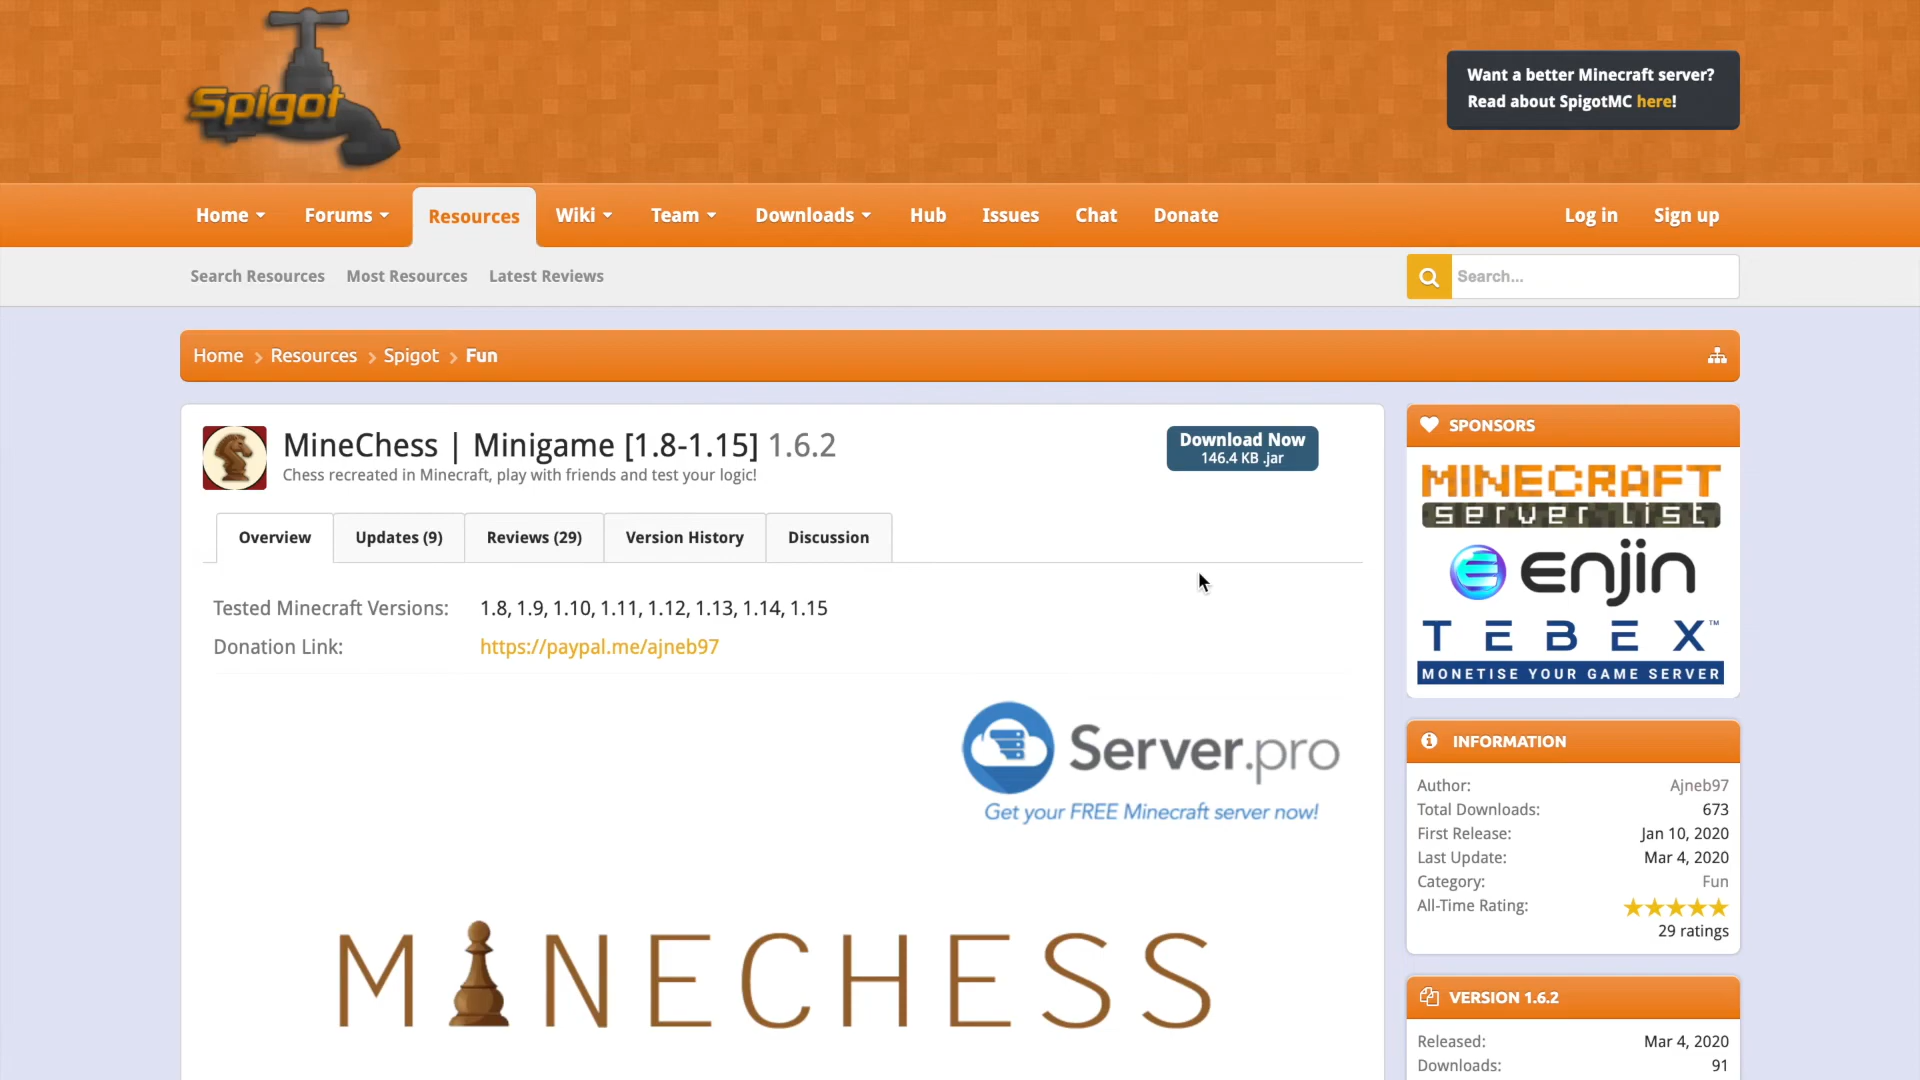 Spigot
Want a better Minecraft server?
Read about SpigotMC here!
Home Forums Resources Wiki Team Downloads Hub Issues Chat Donate Log in Sign up
Search Resources Most Resources Latest Reviews Search...
Home Resources Spigot Fun
MineChess | Minigame [1.8-1.15] 1.6.2
Chess recreated in Minecraft, play with friends and test your logic!
Download Now
146.4 KB .jar
Overview Updates (9) Reviews (29) Version History Discussion
Tested Minecraft Versions: 1.8, 1.9, 1.10, 1.11, 1.12, 1.13, 1.14, 1.15
Donation Link: https://paypal.me/ajneb97
Server.pro
Get your FREE Minecraft server now!
MINECHESS
SPONSORS
MINECRAFT
server list
enjin
TEBEX™
MONETISE YOUR GAME SERVER
INFORMATION
Author: Ajneb97
Total Downloads: 673
First Release: Jan 10, 2020
Last Update: Mar 4, 2020
Category: Fun
All-Time Rating:
29 ratings
VERSION 1.6.2
Released: Mar 4, 2020
Downloads: 91